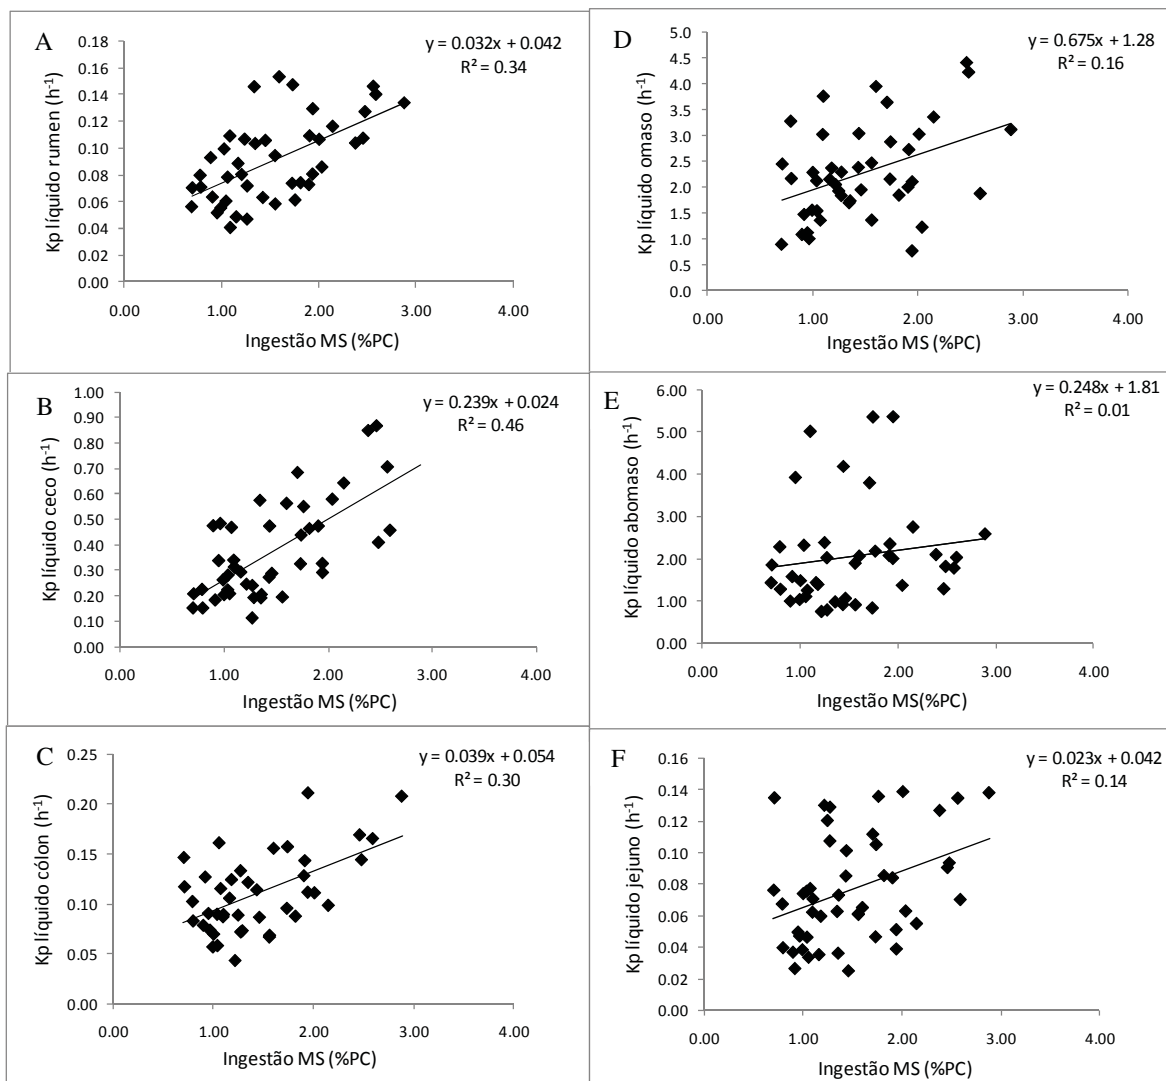 A
y = 0.032x + 0.042
R² = 0.34
Kp líquido rumen (h⁻¹)
0.18
0.16
0.14
0.12
0.10
0.08
0.06
0.04
0.02
0.00
0.00 1.00 2.00 3.00 4.00
Ingestão MS (%PC)
D
y = 0.675x + 1.28
R² = 0.16
Kp líquido omaso (h⁻¹)
5.0
4.5
4.0
3.5
3.0
2.5
2.0
1.5
1.0
0.5
0.0
0.00 1.00 2.00 3.00 4.00
Ingestão MS (%PC)
B
y = 0.239x + 0.024
R² = 0.46
Kp líquido ceco (h⁻¹)
1.00
0.90
0.80
0.70
0.60
0.50
0.40
0.30
0.20
0.10
0.00
0.00 1.00 2.00 3.00 4.00
Ingestão MS (%PC)
E
y = 0.248x + 1.81
R² = 0.01
Kp líquido abomaso (h⁻¹)
6.00
5.00
4.00
3.00
2.00
1.00
0.00
0.00 1.00 2.00 3.00 4.00
Ingestão MS(%PC)
C
y = 0.039x + 0.054
R² = 0.30
Kp líquido cólon (h⁻¹)
0.25
0.20
0.15
0.10
0.05
0.00
0.00 1.00 2.00 3.00 4.00
Ingestão MS (%PC)
F
y = 0.023x + 0.042
R² = 0.14
Kp líquido jejuno (h⁻¹)
0.16
0.14
0.12
0.10
0.08
0.06
0.04
0.02
0.00
0.00 1.00 2.00 3.00 4.00
Ingestão MS (%PC)